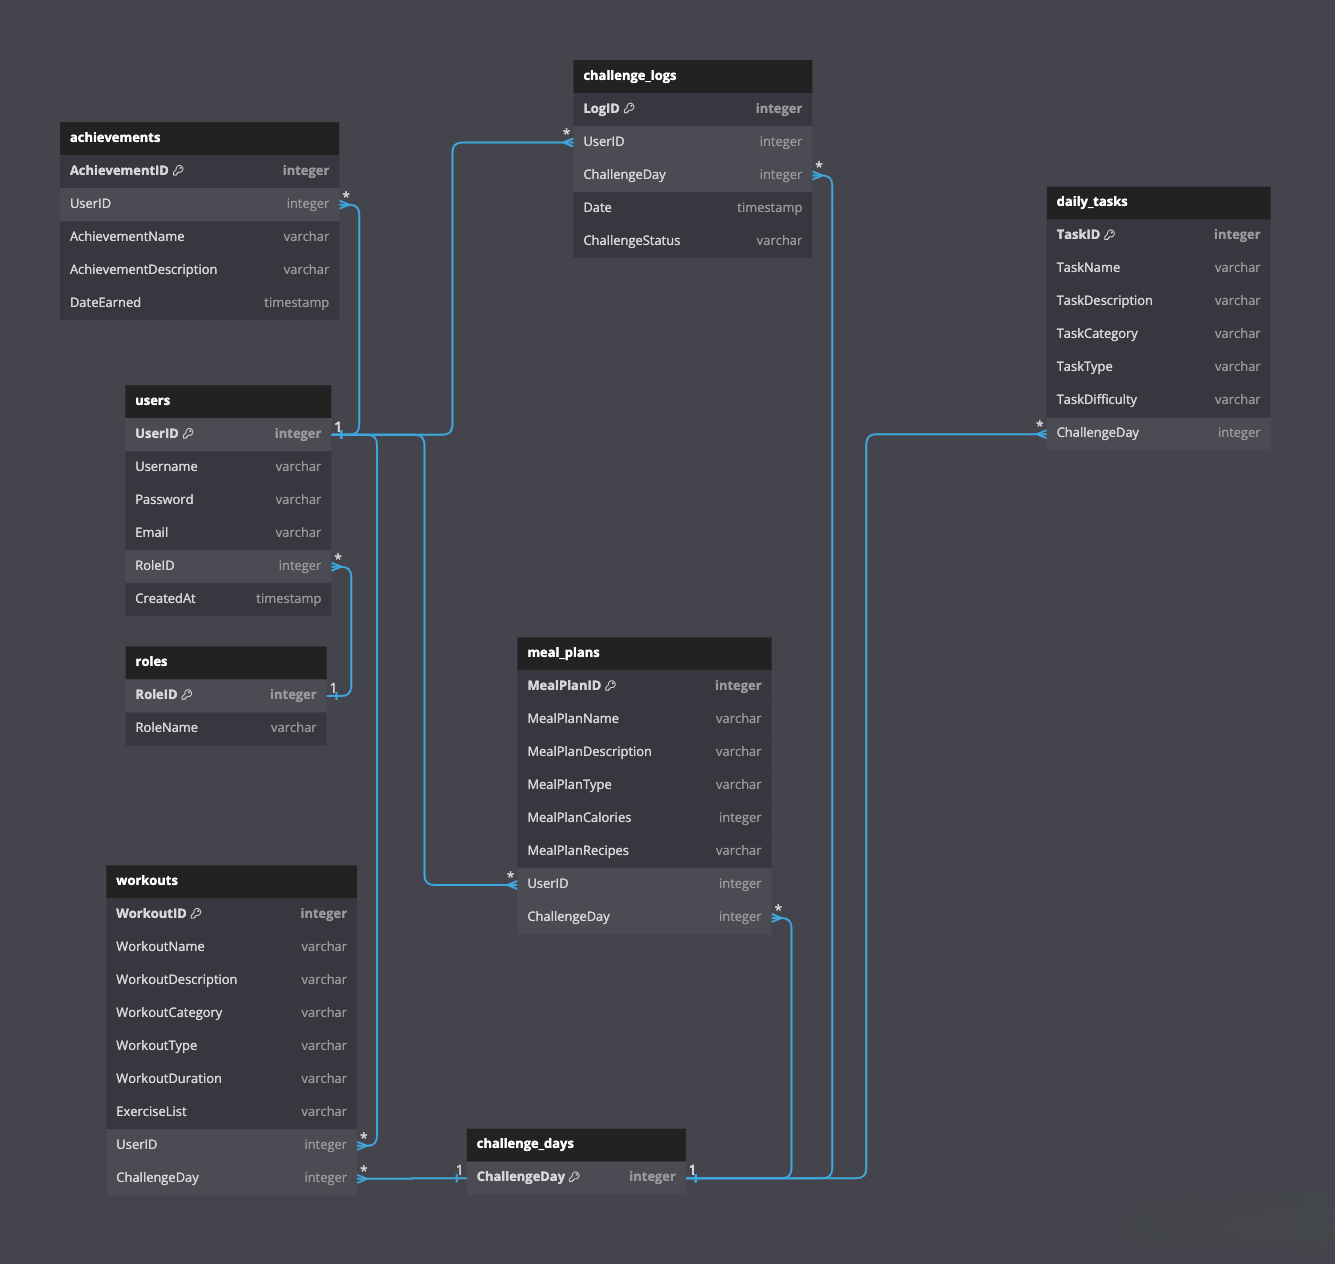 challenge_logs
LogID integer
UserID integer
ChallengeDay integer
Date timestamp
ChallengeStatus varchar
*
*
achievements
AchievementID integer
UserID integer
AchievementName varchar
AchievementDescription varchar
DateEarned timestamp
*
daily_tasks
TaskID integer
TaskName varchar
TaskDescription varchar
TaskCategory varchar
TaskType varchar
TaskDifficulty varchar
ChallengeDay integer
*
users
UserID integer
Username varchar
Password varchar
Email varchar
RoleID integer
CreatedAt timestamp
1
*
roles
RoleID integer
RoleName varchar
1
meal_plans
MealPlanID integer
MealPlanName varchar
MealPlanDescription varchar
MealPlanType varchar
MealPlanCalories integer
MealPlanRecipes varchar
UserID integer
ChallengeDay integer
*
*
workouts
WorkoutID integer
WorkoutName varchar
WorkoutDescription varchar
WorkoutCategory varchar
WorkoutType varchar
WorkoutDuration varchar
ExerciseList varchar
UserID integer
ChallengeDay integer
*
*
challenge_days
ChallengeDay integer
1
1